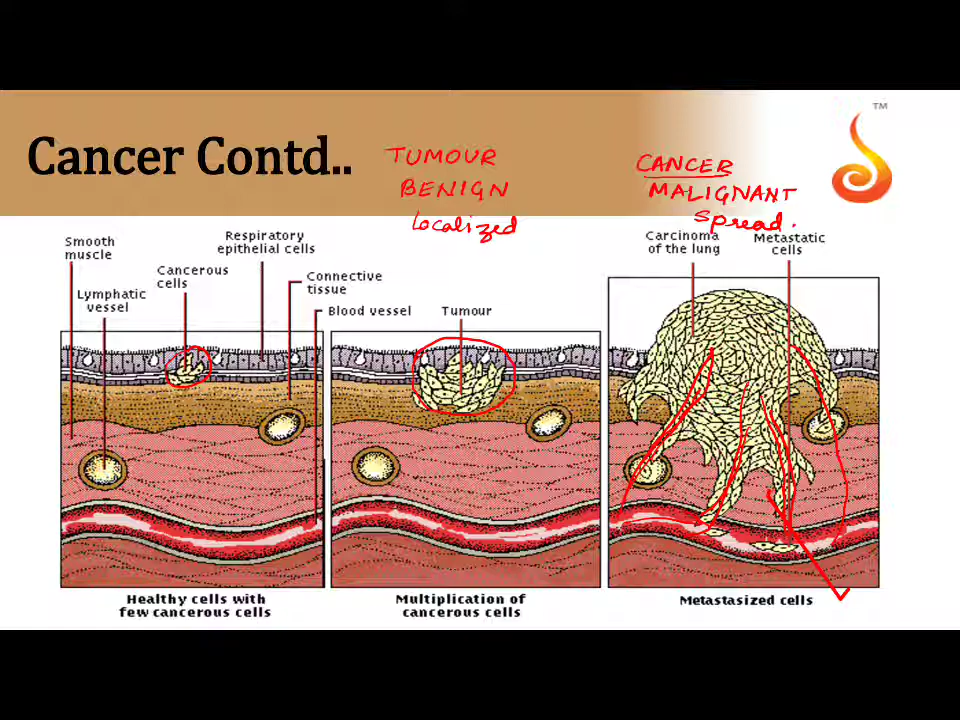 Cancer Contd..
TUMOUR
BENIGN
Localized
CANCER
MALIGNANT
Spread.
TM
Smooth
muscle
Lymphatic
vessel
Cancerous
cells
Respiratory
epithelial cells
Connective
tissue
Blood vessel
Tumour
Carcinoma
of the lung
Metastatic
cells
Healthy cells with
few cancerous cells
Multiplication of
cancerous cells
Metastasized cells